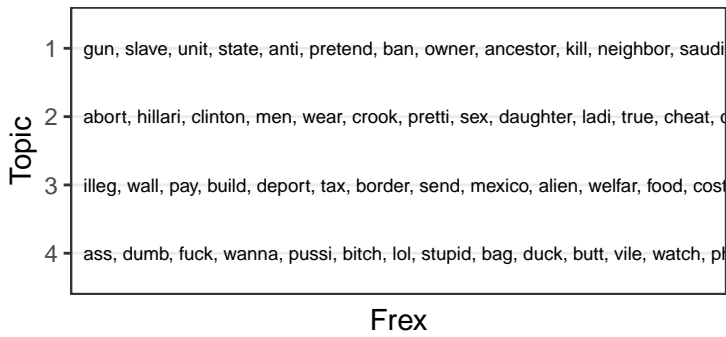 Topic
1 gun, slave, unit, state, anti, pretend, ban, owner, ancestor, kill, neighbor, saudi
2 abort, hillari, clinton, men, wear, crook, pretti, sex, daughter, ladi, true, cheat,
3 illeg, wall, pay, build, deport, tax, border, send, mexico, alien, welfar, food, cost
4 ass, dumb, fuck, wanna, pussi, bitch, lol, stupid, bag, duck, butt, vile, watch,
Frex